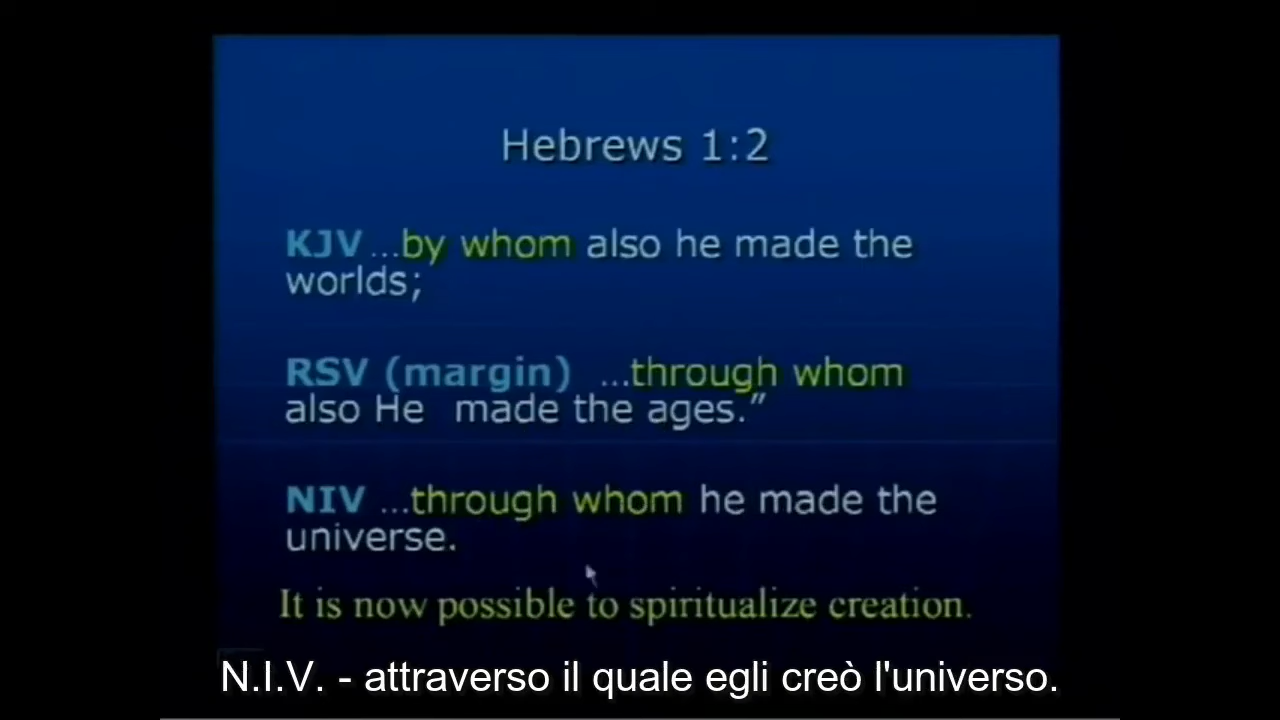 Hebrews 1:2
KJV ...by whom also he made the
worlds;
RSV (margin) ...through whom
also He made the ages.”
NIV ...through whom he made the
universe.
It is now possible to spiritualize creation.
N.I.V. - attraverso il quale egli creò l'universo.